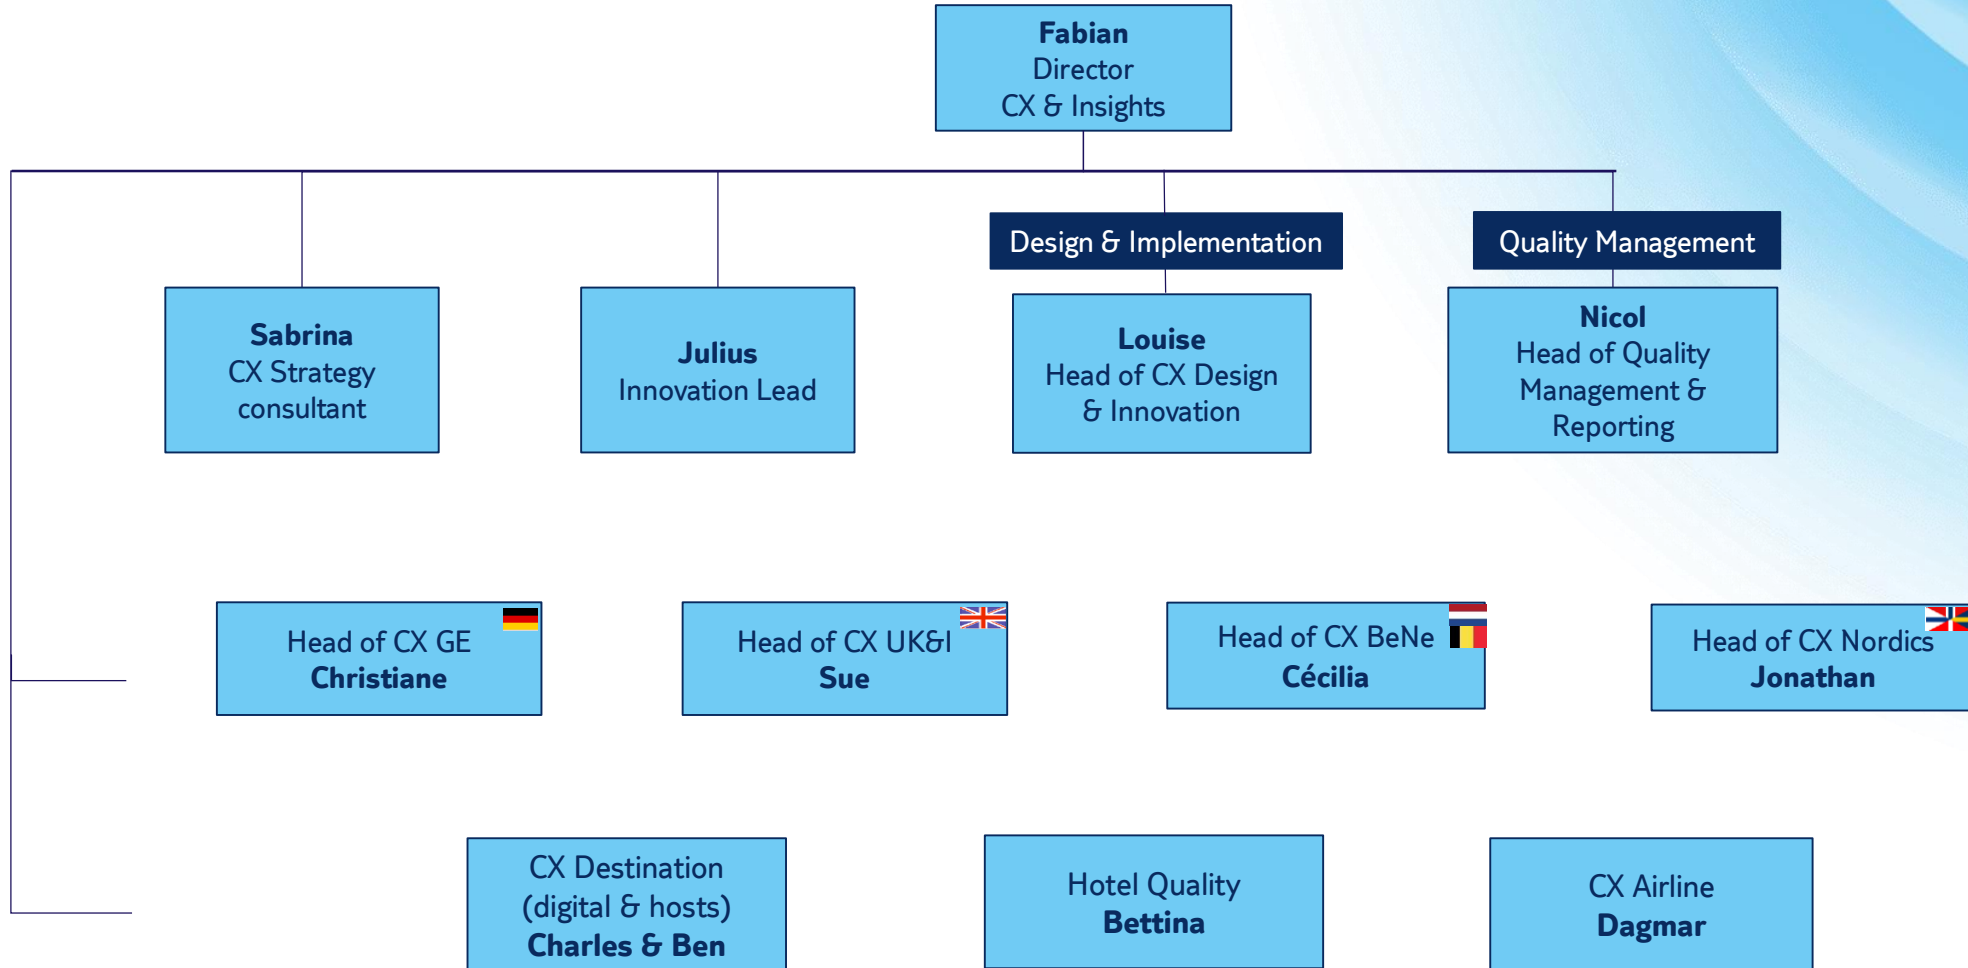 Fabian
Director
CX & Insights
Design & Implementation
Quality Management
Sabrina
CX Strategy
consultant
Julius
Innovation Lead
Louise
Head of CX Design
& Innovation
Nicol
Head of Quality
Management &
Reporting
Head of CX GE
Christiane
Head of CX UK&I
Sue
Head of CX BeNe
Cécilia
Head of CX Nordics
Jonathan
CX Destination
(digital & hosts)
Charles & Ben
Hotel Quality
Bettina
CX Airline
Dagmar